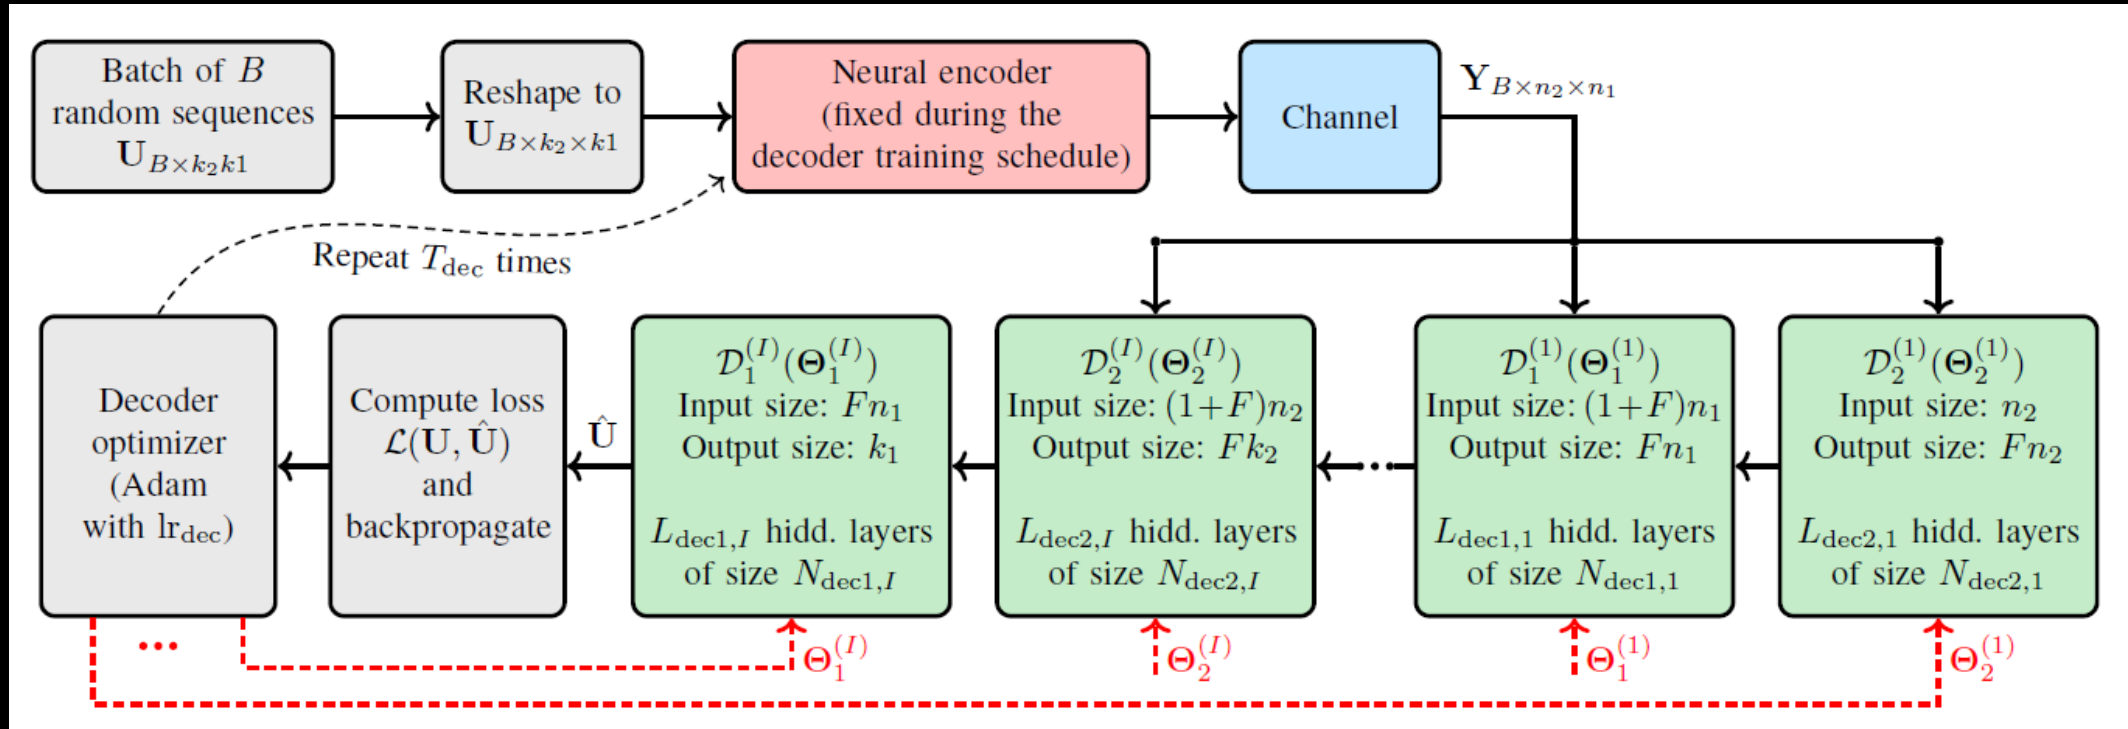 Batch of B
random sequences
U_{B×k_2k1}
Reshape to
U_{B×k_2×k1}
Neural encoder
(fixed during the
decoder training schedule)
Channel
Y_{B×n_2×n_1}
Repeat T_{dec} times
Decoder
optimizer
(Adam
with lr_{dec})
Compute loss
ℒ(U, Û)
and
backpropagate
Û
𝒟_1^{(I)}(Θ_1^{(I)})
Input size: Fn_1
Output size: k_1
L_{dec1,I} hidd. layers
of size N_{dec1,I}
𝒟_2^{(I)}(Θ_2^{(I)})
Input size: (1+F)n_2
Output size: Fk_2
L_{dec2,I} hidd. layers
of size N_{dec2,I}
...
𝒟_1^{(1)}(Θ_1^{(1)})
Input size: (1+F)n_1
Output size: Fn_1
L_{dec1,1} hidd. layers
of size N_{dec1,1}
𝒟_2^{(1)}(Θ_2^{(1)})
Input size: n_2
Output size: Fn_2
L_{dec2,1} hidd. layers
of size N_{dec2,1}
...
Θ_1^{(I)}
Θ_2^{(I)}
Θ_1^{(1)}
Θ_2^{(1)}